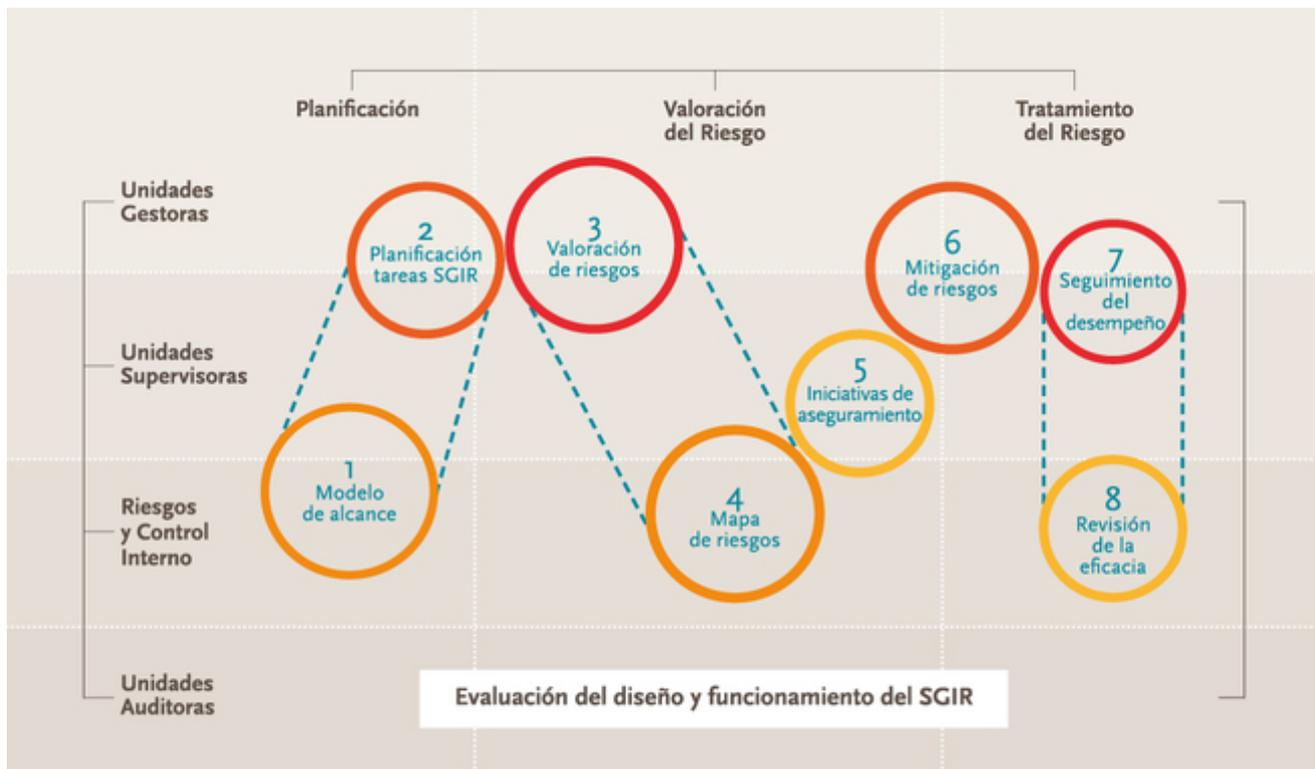 Planificación
Valoración
del Riesgo
Tratamiento
del Riesgo
Unidades
Gestoras
2
Planificación
tareas SGIR
3
Valoración
de riesgos
6
Mitigación
de riesgos
7
Seguimiento
del
desempeño
Unidades
Supervisoras
5
Iniciativas de
aseguramiento
1
Modelo
de alcance
Riesgos
y Control
Interno
4
Mapa
de riesgos
8
Revisión
de la
eficacia
Unidades
Auditoras
Evaluación del diseño y funcionamiento del SGIR